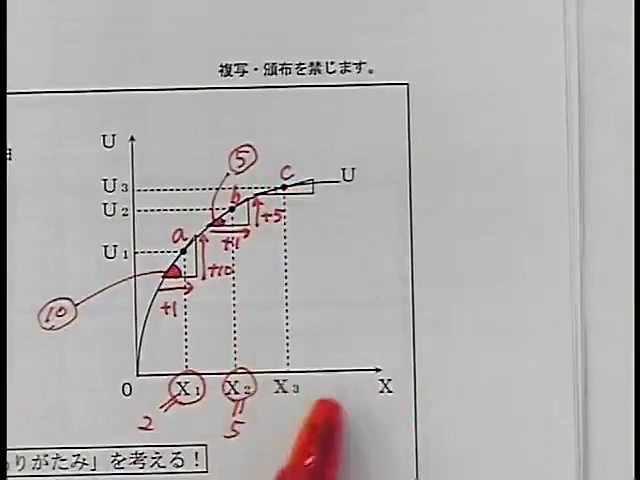 複写・頒布を禁じます。
U
⑤
c
U
U₃
b
U₂
+5
a
+1
U₁
+10
⑩
+1
0
X₁
X₂
X₃
X
2
5
りがたみ」を考える!